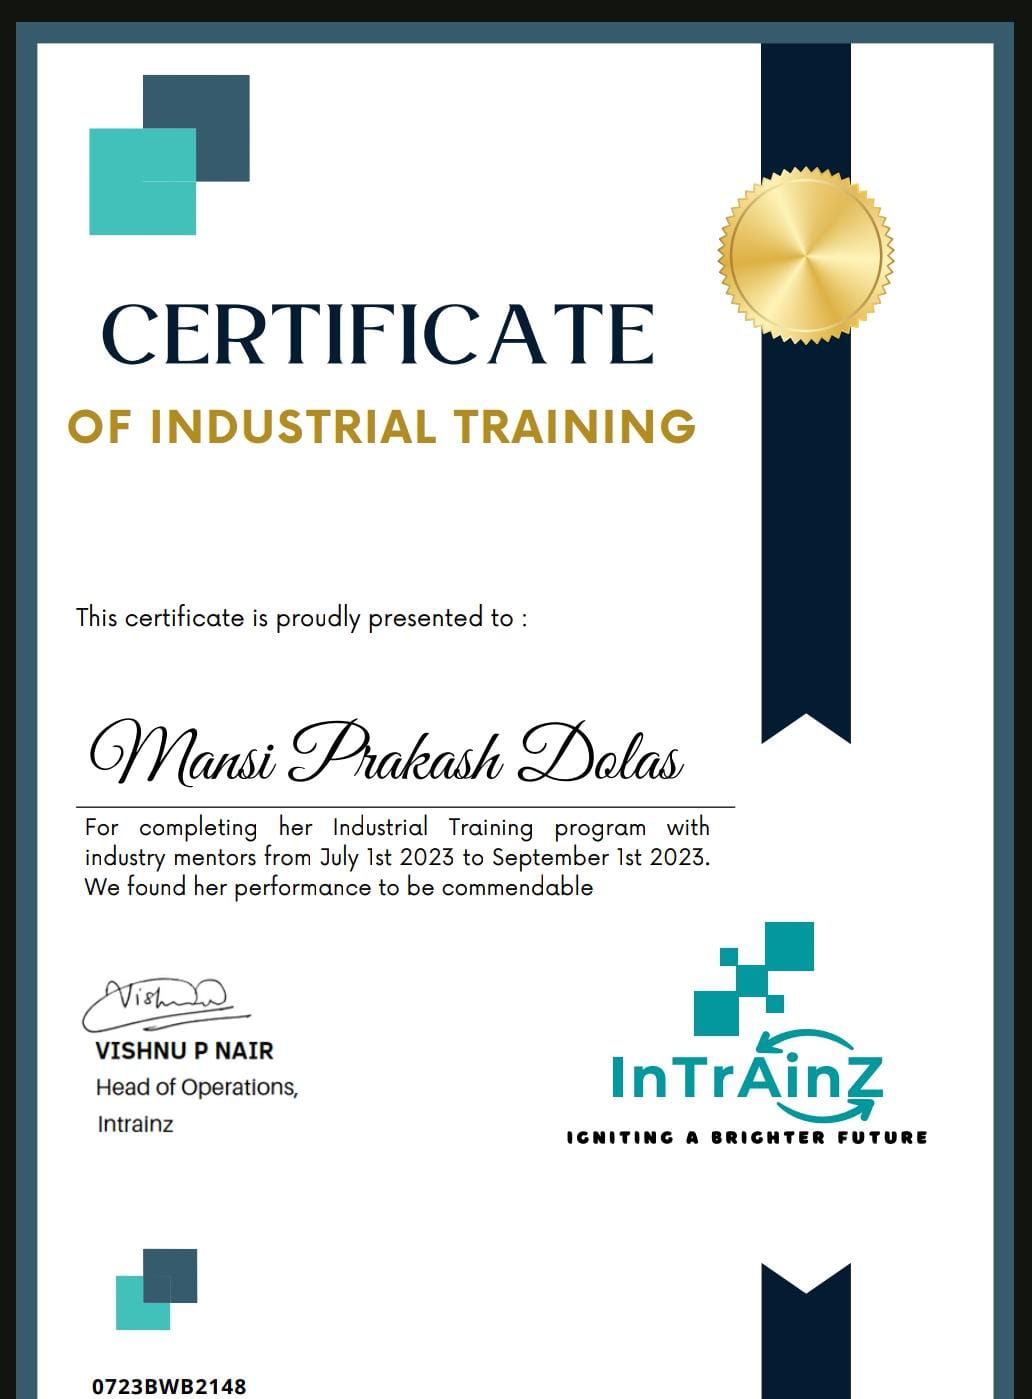 CERTIFICATE
OF INDUSTRIAL TRAINING
This certificate is proudly presented to :
Mansi Prakash Dolas
For completing her Industrial Training program with
industry mentors from July 1st 2023 to September 1st 2023.
We found her performance to be commendable
Vishnu
VISHNU P NAIR
Head of Operations,
Intrainz
InTrAinZ
IGNITING A BRIGHTER FUTURE
0723BWB2148